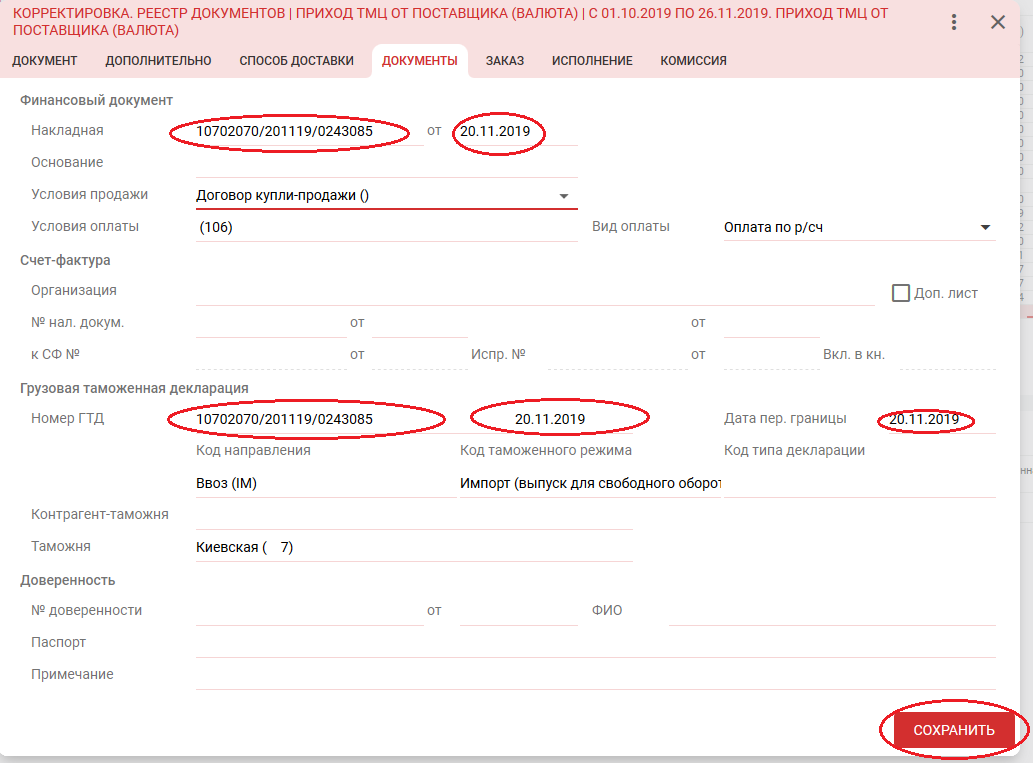 КОРРЕКТИРОВКА. РЕЕСТР ДОКУМЕНТОВ | ПРИХОД ТМЦ ОТ ПОСТАВЩИКА (ВАЛЮТА) | С 01.10.2019 ПО 26.11.2019. ПРИХОД ТМЦ ОТ
ПОСТАВЩИКА (ВАЛЮТА)
ДОКУМЕНТ ДОПОЛНИТЕЛЬНО СПОСОБ ДОСТАВКИ ДОКУМЕНТЫ ЗАКАЗ ИСПОЛНЕНИЕ КОМИССИЯ
Финансовый документ
Накладная 10702070/201119/0243085 от 20.11.2019
Основание
Условия продажи Договор купли-продажи ()
Условия оплаты (106) Вид оплаты Оплата по р/сч
Счет-фактура
Организация Доп. лист
№ нал. докум. от от
к СФ № от Испр. № от Вкл. в кн.
Грузовая таможенная декларация
Номер ГТД 10702070/201119/0243085 20.11.2019 Дата пер. границы 20.11.2019
Код направления Код таможенного режима Код типа декларации
Ввоз (IM) Импорт (выпуск для свободного оборот
Контрагент-таможня
Таможня Киевская ( 7)
Доверенность
№ доверенности от ФИО
Паспорт
Примечание
СОХРАНИТЬ